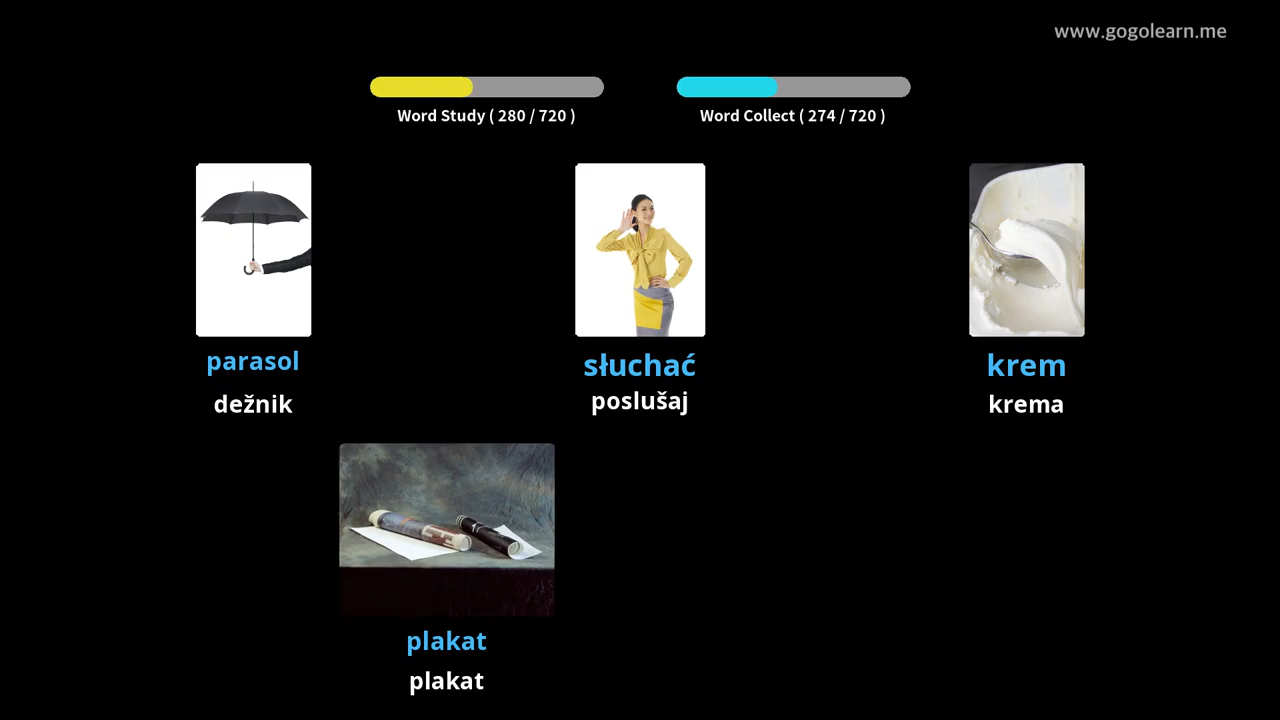 www.gogolearn.me
Word Study ( 280 / 720 )
Word Collect ( 274 / 720 )
parasol
dežnik
słuchać
poslušaj
krem
krema
plakat
plakat